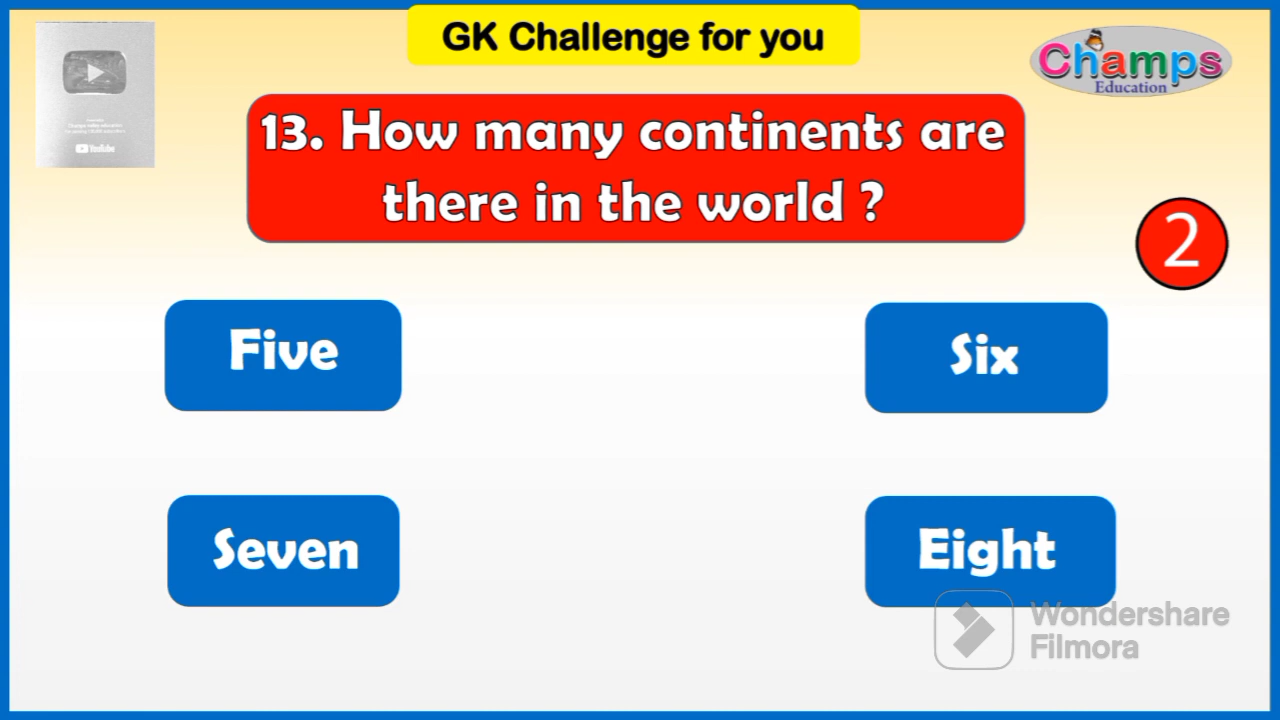 GK Challenge for you
Champs
Education
YouTube
13. How many continents are
there in the world ?
2
Five
Six
Seven
Eight
Wondershare
Filmora